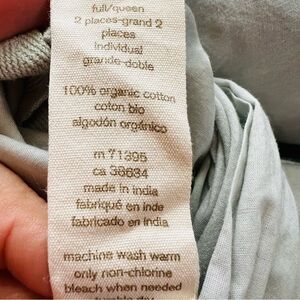 full/queen
2 places-grand 2
places
individual
grande-doble
100% organic cotton
coton bio
algodón orgánico
rn 71395
ca 38634
made in india
fabriqué en inde
fabricado en india
machine wash warm
only non-chlorine
bleach when needed